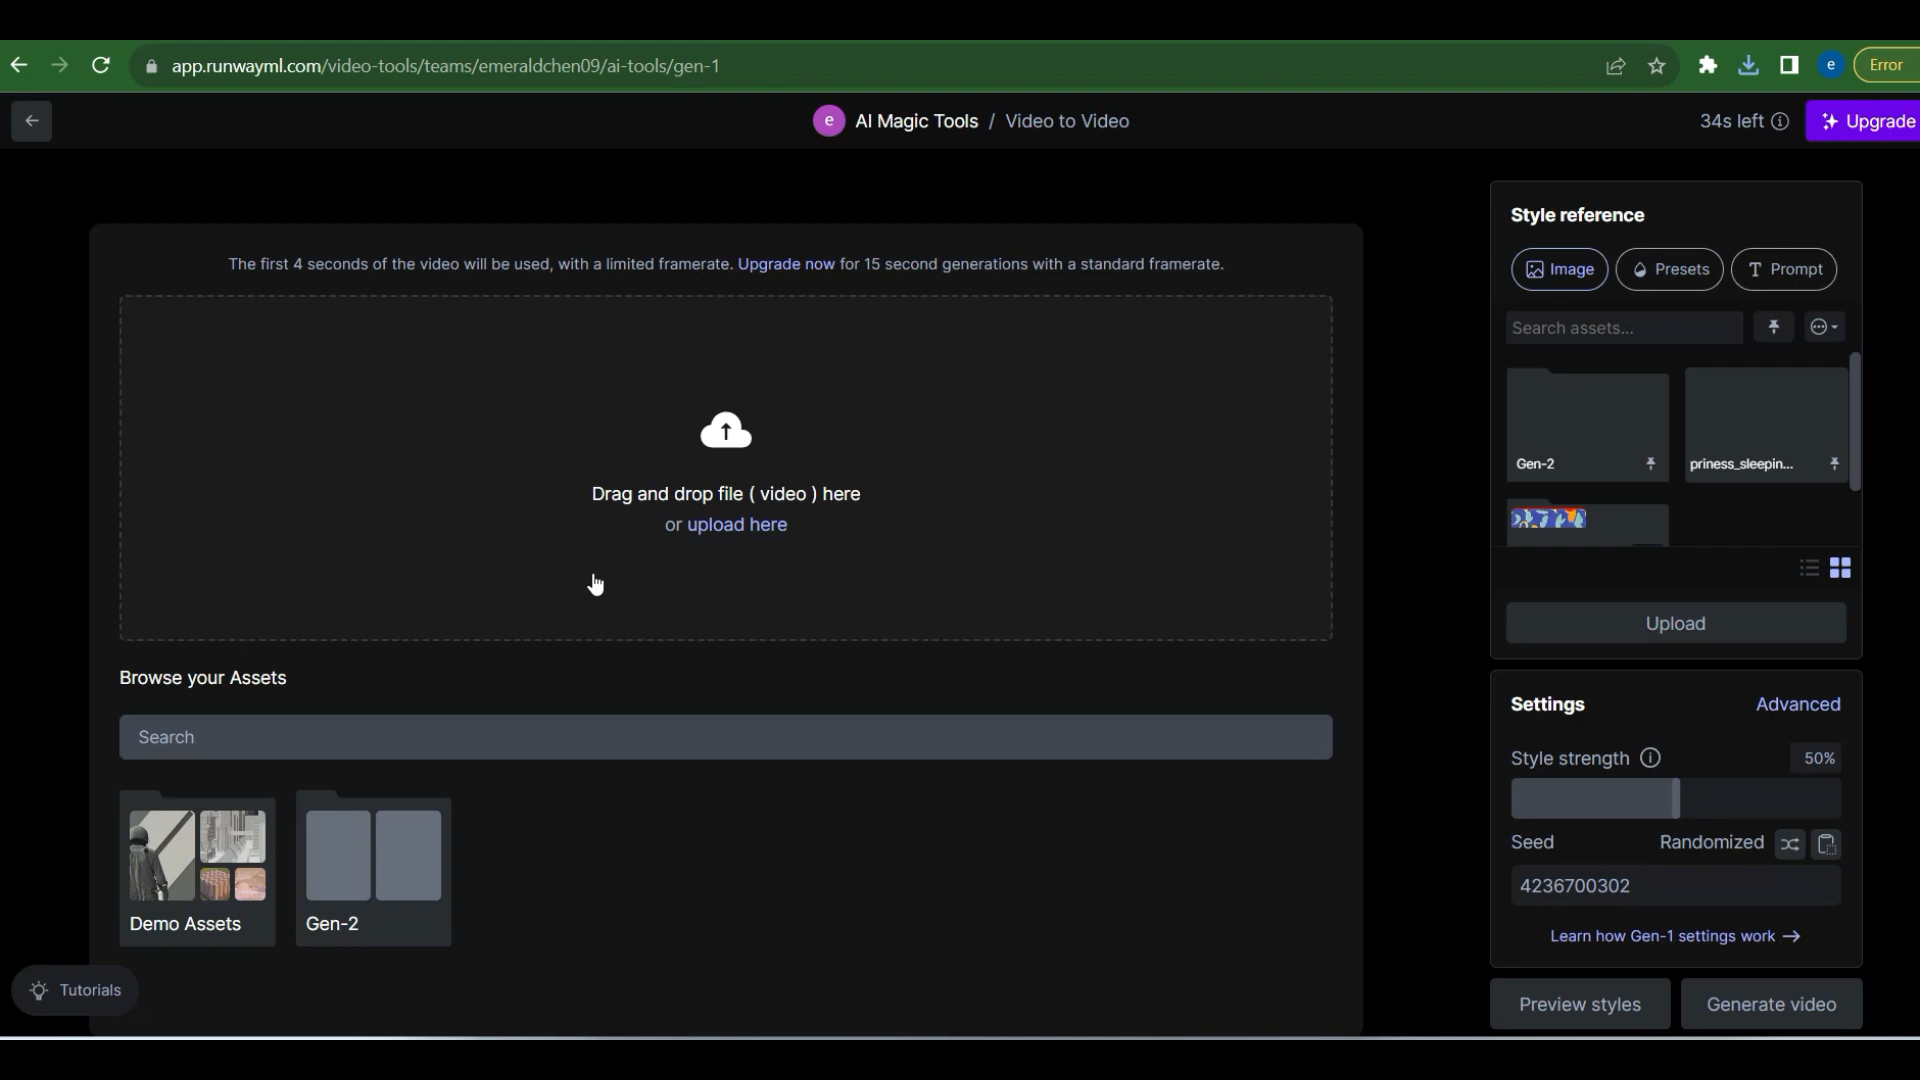 app.runwayml.com/video-tools/teams/emeraldchen09/ai-tools/gen-1
e
Error
e AI Magic Tools / Video to Video
34s left
Upgrade
The first 4 seconds of the video will be used, with a limited framerate. Upgrade now for 15 second generations with a standard framerate.
Drag and drop file ( video ) here
or upload here
Browse your Assets
Search
Demo Assets
Gen-2
Tutorials
Style reference
Image
Presets
T Prompt
Search assets...
Gen-2
priness_sleepin...
Upload
Settings
Advanced
Style strength
50%
Seed
Randomized
4236700302
Learn how Gen-1 settings work →
Preview styles
Generate video